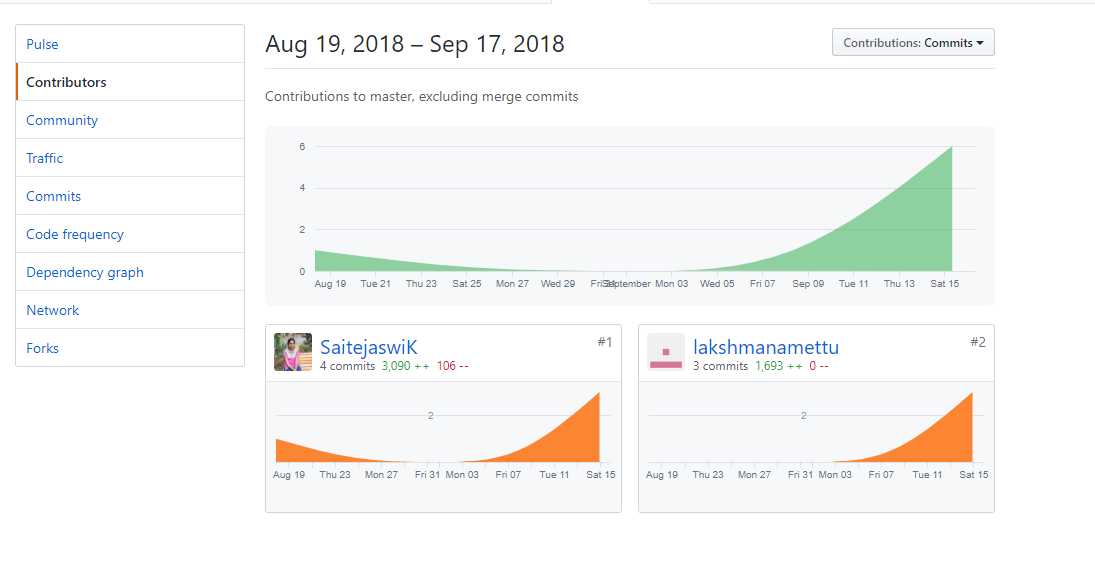 Pulse
Contributors
Community
Traffic
Commits
Code frequency
Dependency graph
Network
Forks
Aug 19, 2018 – Sep 17, 2018
Contributions: Commits
Contributions to master, excluding merge commits
6
4
2
0
Aug 19 Tue 21 Thu 23 Sat 25 Mon 27 Wed 29 Fri 31 September Mon 03 Wed 05 Fri 07 Sep 09 Tue 11 Thu 13 Sat 15
SaitejaswiK #1
4 commits 3,090 ++ 106 --
2
Aug 19 Thu 23 Mon 27 Fri 31 Mon 03 Fri 07 Tue 11 Sat 15
lakshmanamettu #2
3 commits 1,693 ++ 0 --
2
Aug 19 Thu 23 Mon 27 Fri 31 Mon 03 Fri 07 Tue 11 Sat 15